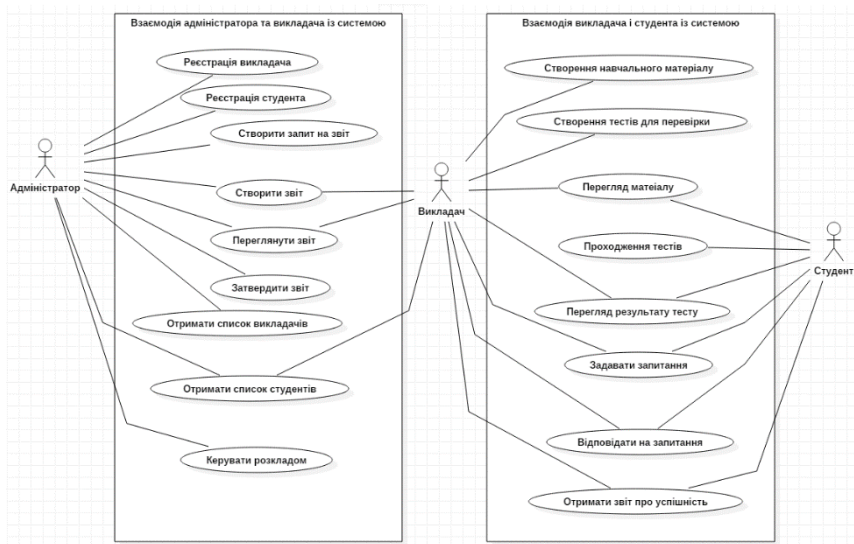 Взаємодія адміністратора та викладача із системою
Реєстрація викладача
Реєстрація студента
Створити запит на звіт
Адміністратор
Створити звіт
Переглянути звіт
Затвердити звіт
Отримати список викладачів
Отримати список студентів
Керувати розкладом
Викладач
Взаємодія викладача і студента із системою
Створення навчального матеріалу
Створення тестів для перевірки
Перегляд матеіалу
Проходження тестів
Перегляд результату тесту
Задавати запитання
Відповідати на запитання
Отримати звіт про успішність
Студент